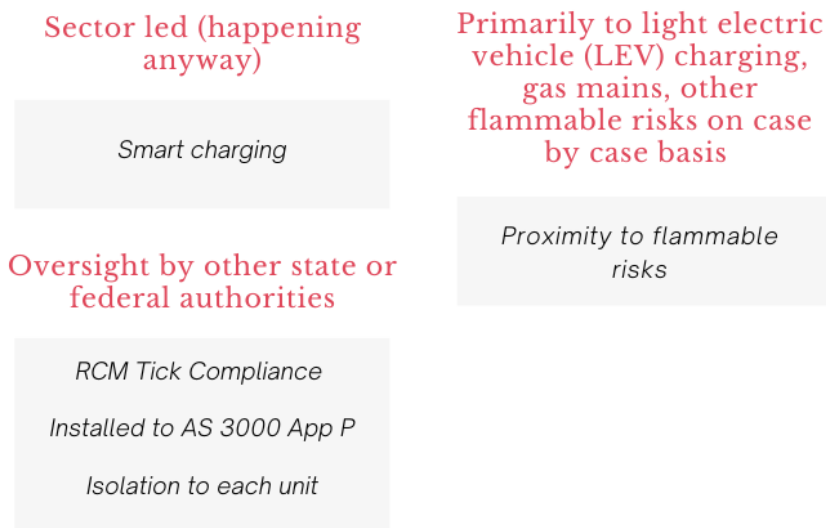 Sector led (happening
anyway)
Smart charging
Oversight by other state or
federal authorities
RCM Tick Compliance
Installed to AS 3000 App P
Isolation to each unit
Primarily to light electric
vehicle (LEV) charging,
gas mains, other
flammable risks on case
by case basis
Proximity to flammable
risks